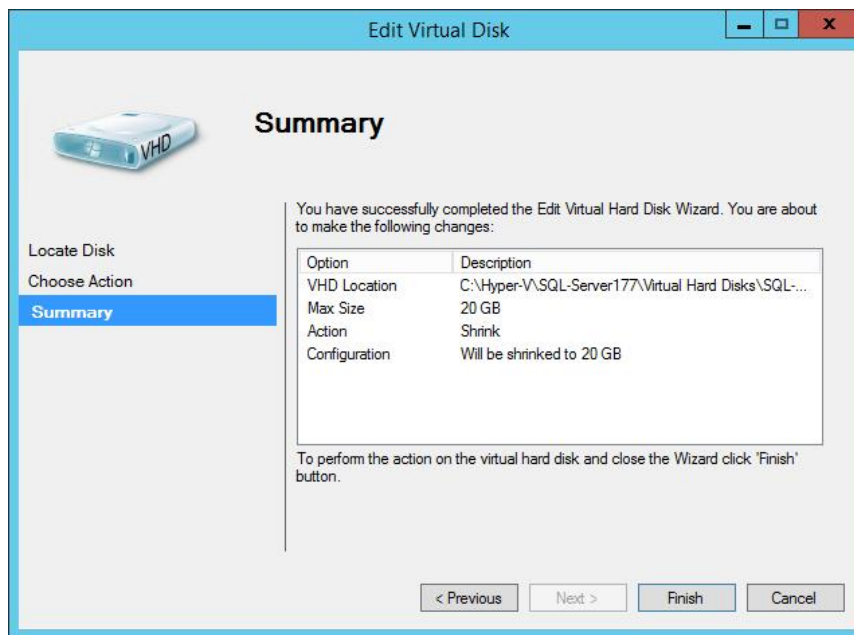 Edit Virtual Disk
VHD
Summary
You have successfully completed the Edit Virtual Hard Disk Wizard. You are about
to make the following changes:
Locate Disk
Choose Action
Summary
Option Description
VHD Location C:\Hyper-V\SQL-Server177\Virtual Hard Disks\SQL-...
Max Size 20 GB
Action Shrink
Configuration Will be shrinked to 20 GB
To perform the action on the virtual hard disk and close the Wizard click 'Finish'
button.
< Previous Next > Finish Cancel